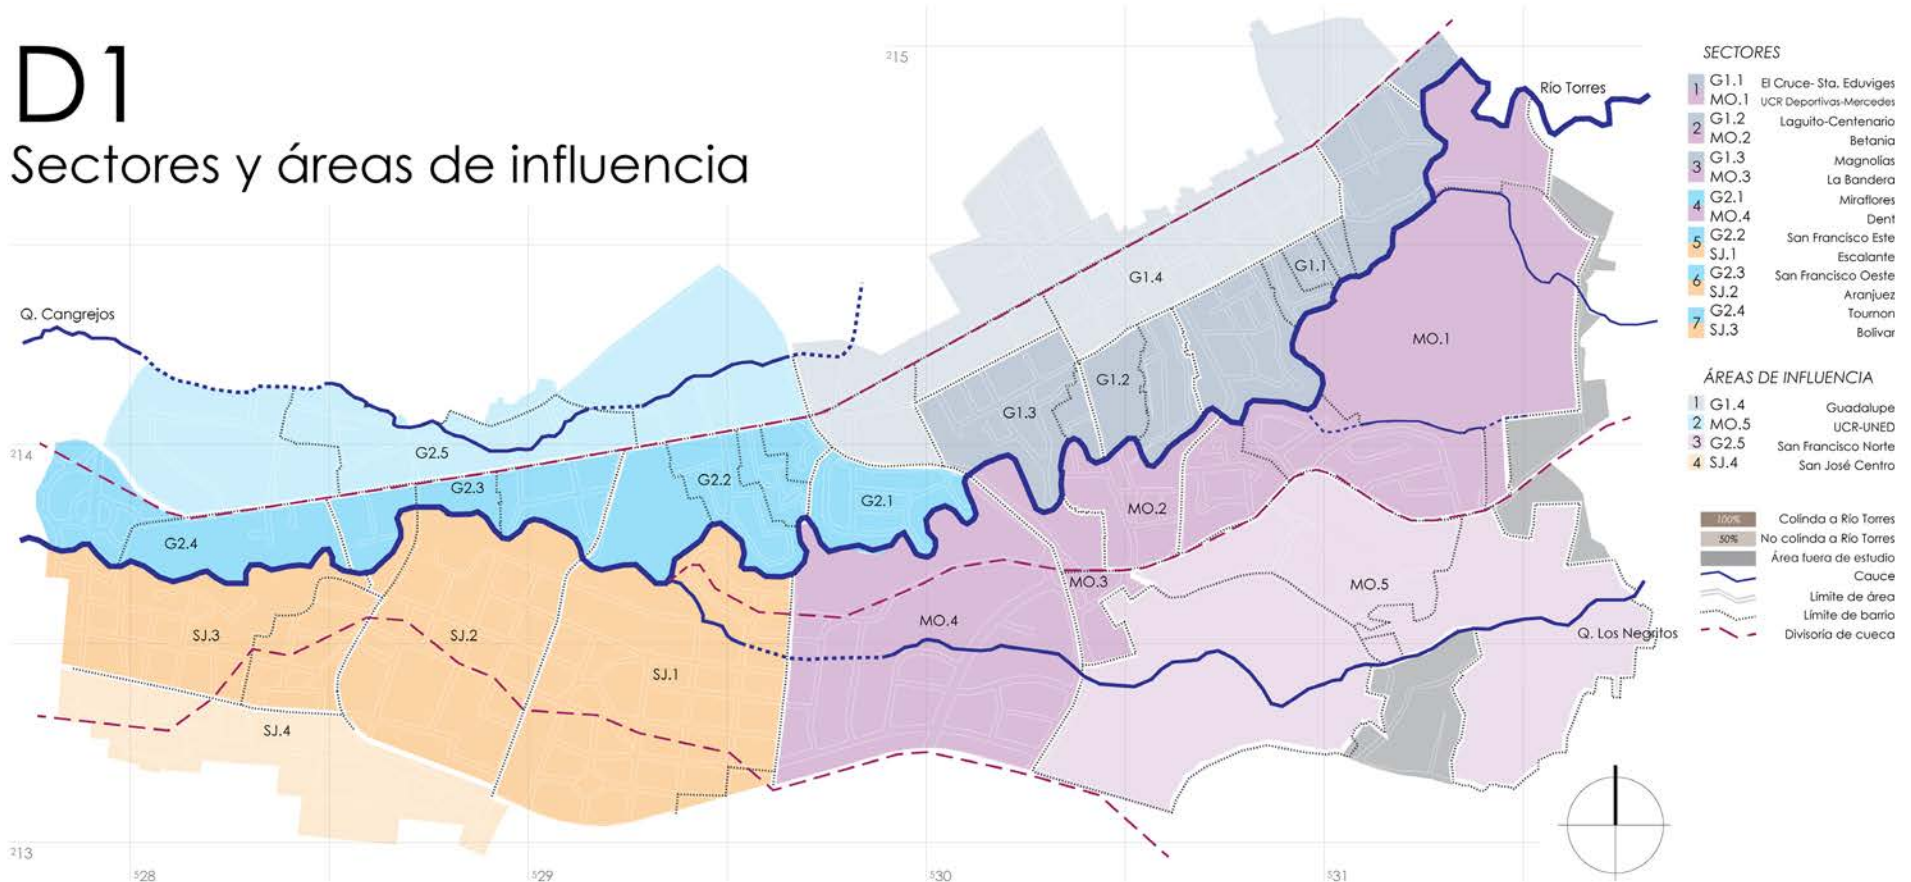 D1
Sectores y áreas de influencia
215
214
213
528
529
530
531
Río Torres
Q. Cangrejos
Q. Los Negritos
G1.4
G1.1
MO.1
G1.2
G1.3
G2.5
G2.3
G2.2
G2.1
MO.2
G2.4
MO.3
MO.5
MO.4
SJ.3
SJ.2
SJ.1
SJ.4
SECTORES
1 G1.1 El Cruce- Sta. Eduviges
MO.1 UCR Deportivas-Mercedes
2 G1.2 Laguito-Centenario
MO.2 Betania
3 G1.3 Magnolias
MO.3 La Bandera
4 G2.1 Miraflores
MO.4 Dent
5 G2.2 San Francisco Este
SJ.1 Escalante
6 G2.3 San Francisco Oeste
SJ.2 Aranjuez
7 G2.4 Tournon
SJ.3 Bolívar
ÁREAS DE INFLUENCIA
1 G1.4 Guadalupe
2 MO.5 UCR-UNED
3 G2.5 San Francisco Norte
4 SJ.4 San José Centro
100% Colinda a Río Torres
50% No colinda a Río Torres
Área fuera de estudio
Cauce
Límite de área
Límite de barrio
Divisoria de cueca